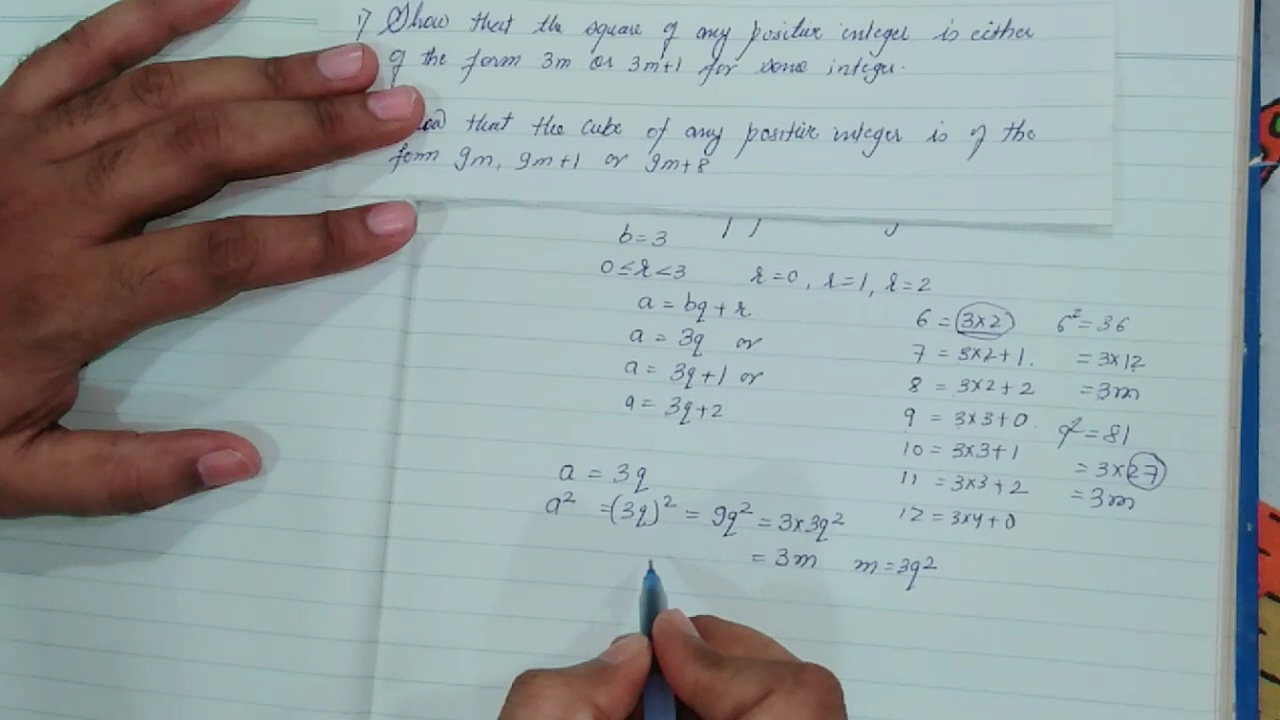 1) Show that the square of any positive integer is either
of the form 3m or 3m+1 for some integer.
that the cube of any positive integer is of the
form 9m, 9m+1 or 9m+8
b=3
0≤r<3 r=0, r=1, r=2
a = bq+r
a = 3q or
a = 3q+1 or
a = 3q+2
6 = 3×2 6² = 36
7 = 3×2+1. = 3×12
8 = 3×2+2 = 3m
9 = 3×3+0 9² = 81
10 = 3×3+1 = 3×27
11 = 3×3+2 = 3m
12 = 3×4+0
a = 3q
a² = (3q)² = 9q² = 3×3q²
= 3m m = 3q²